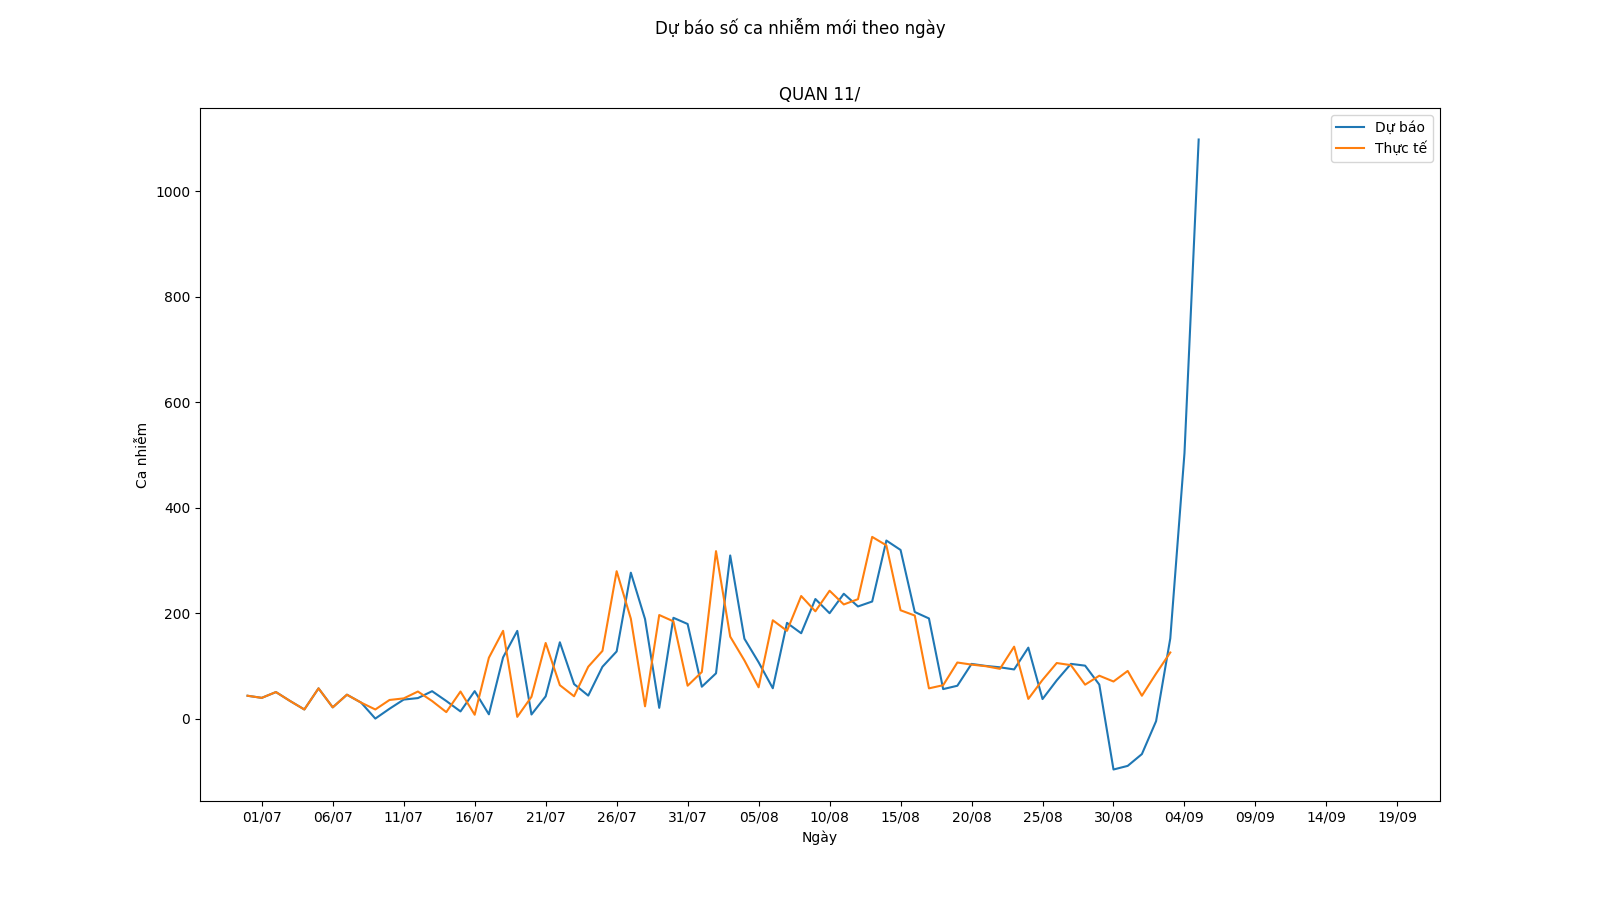 Dự báo số ca nhiễm mới theo ngày
QUAN 11/
Dự báo
Thực tế
1000
800
600
400
200
0
Ca nhiễm
01/07 06/07 11/07 16/07 21/07 26/07 31/07 05/08 10/08 15/08 20/08 25/08 30/08 04/09 09/09 14/09 19/09
Ngày